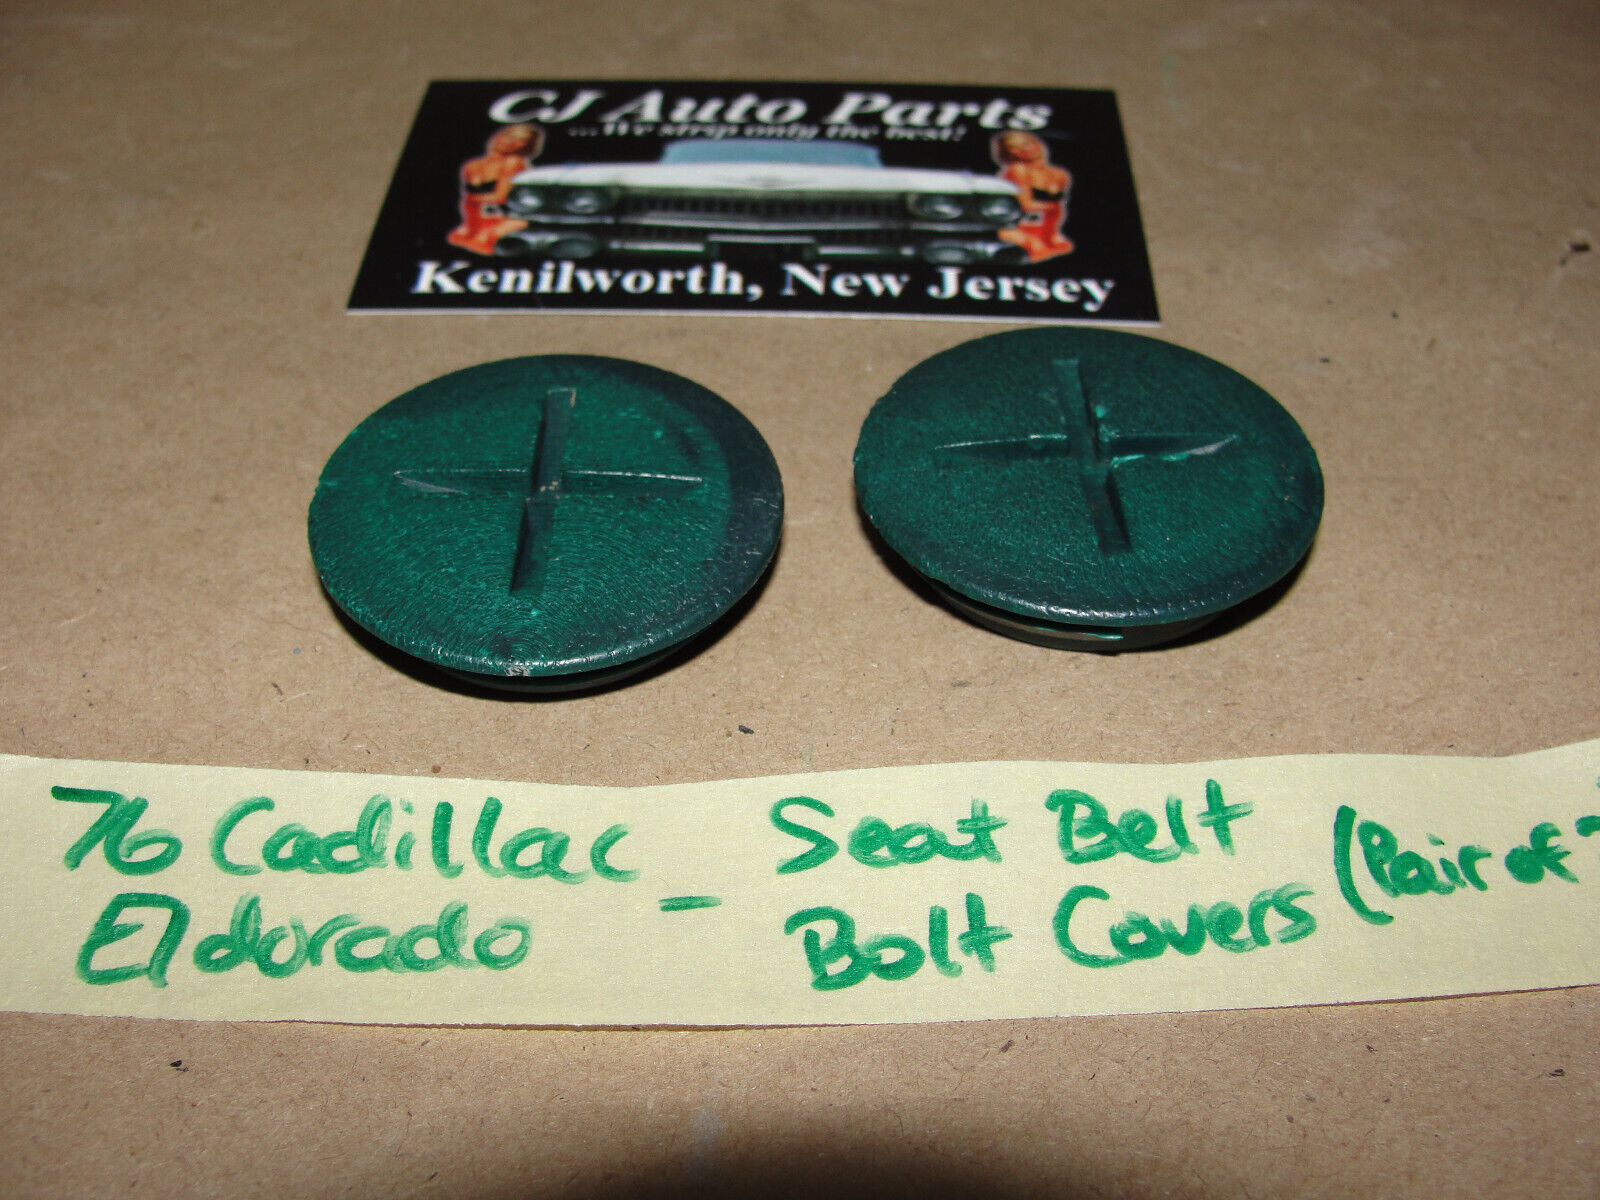 CJ Auto Parts
...We strip only the best!
Kenilworth, New Jersey
76 Cadillac - Seat Belt (Pair of
Eldorado Bolt Covers